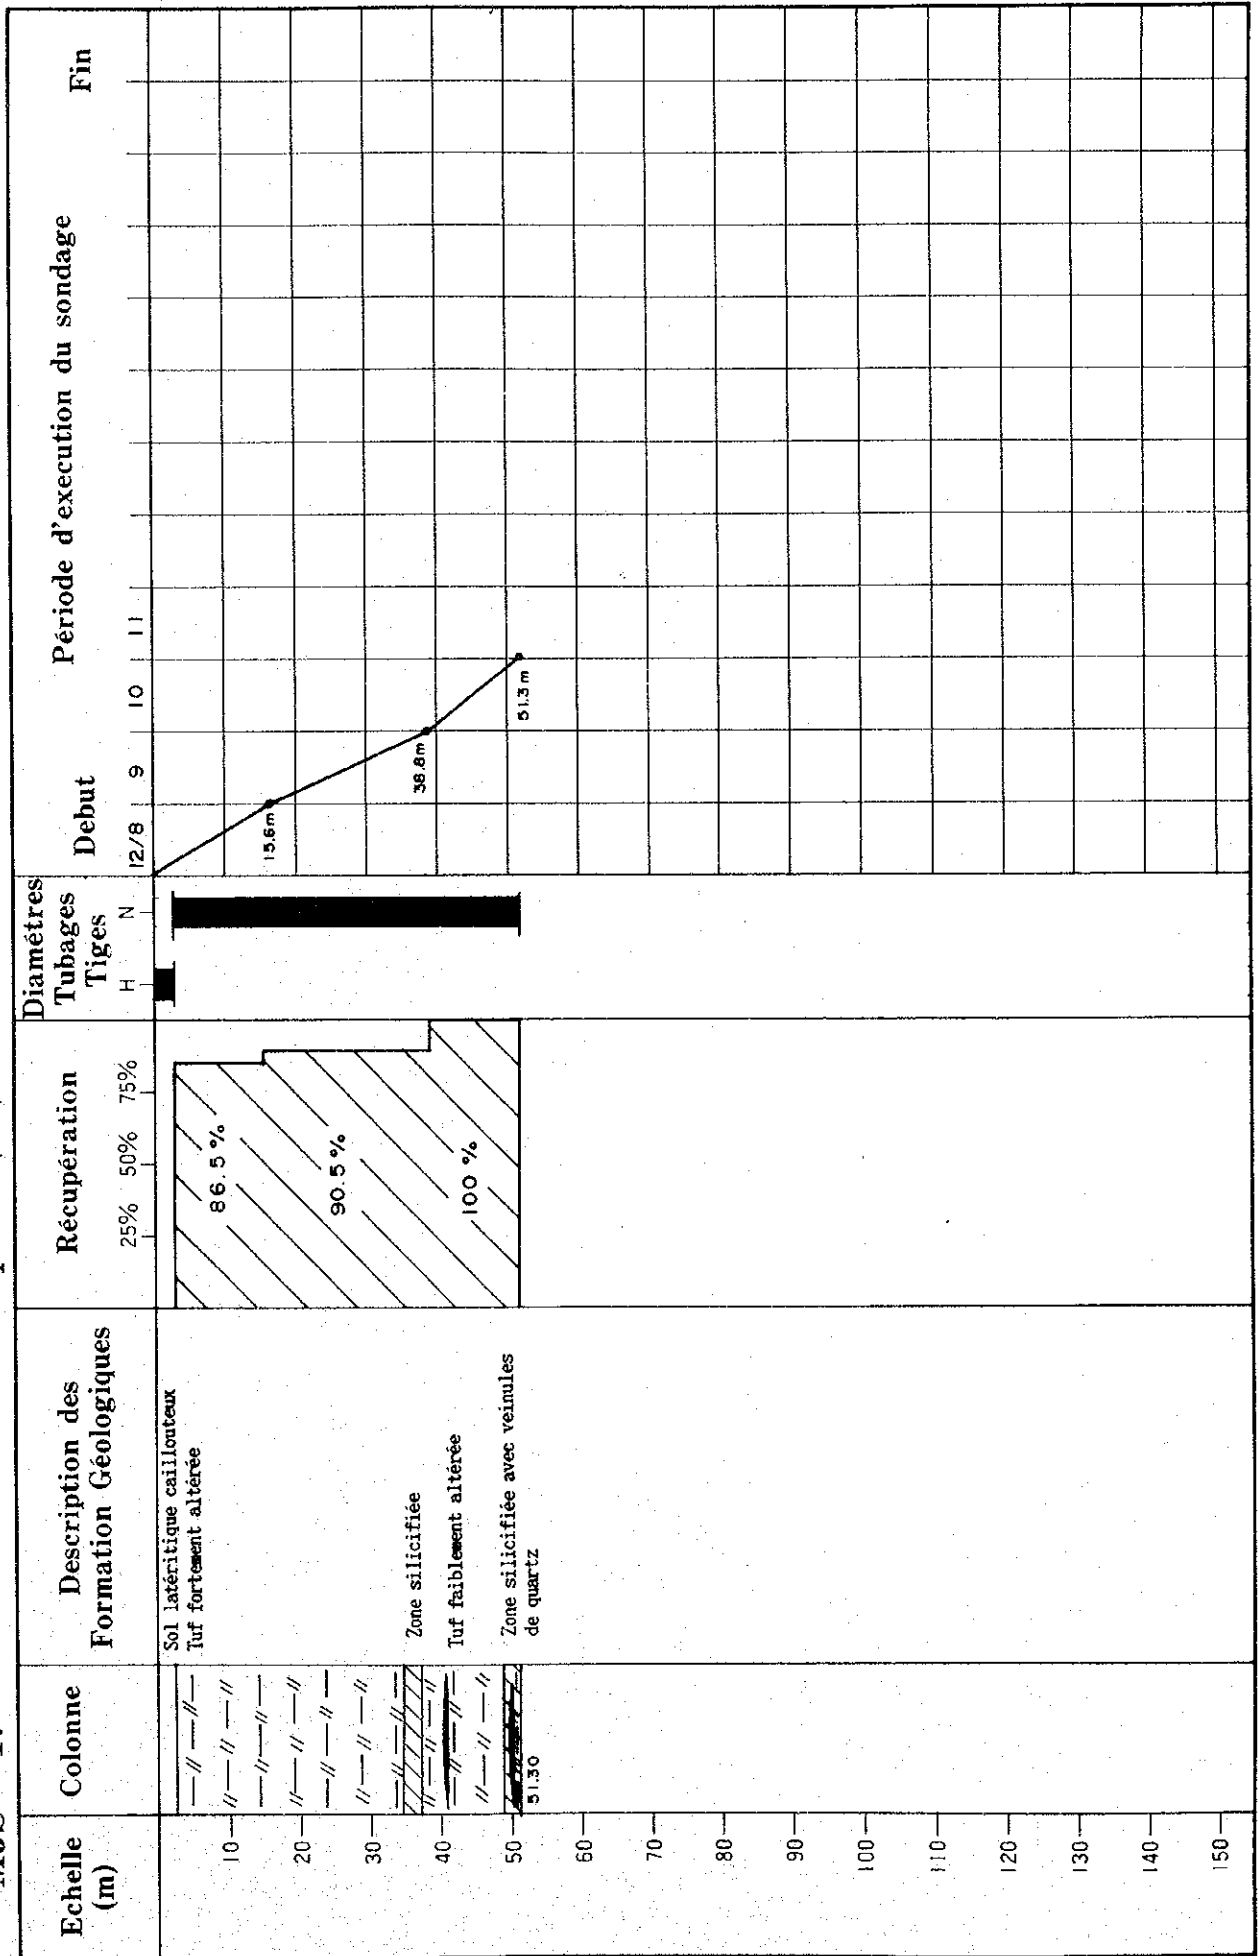 Echelle
(m)
Colonne
Description des
Formation Géologiques
Récupération
25% 50% 75%
Diamétres
Tubages
Tiges
H N
Période d'execution du sondage
Debut
Fin
12/8 9 10 11
Sol latéritique caillouteux
Tuf fortement altérée
Zone silicifiée
Tuf faiblement altérée
Zone silicifiée avec veinules
de quartz
51.30
86.5 %
90.5 %
100 %
15.6m
38.8m
51.3 m
10
20
30
40
50
60
70
80
90
100
110
120
130
140
150